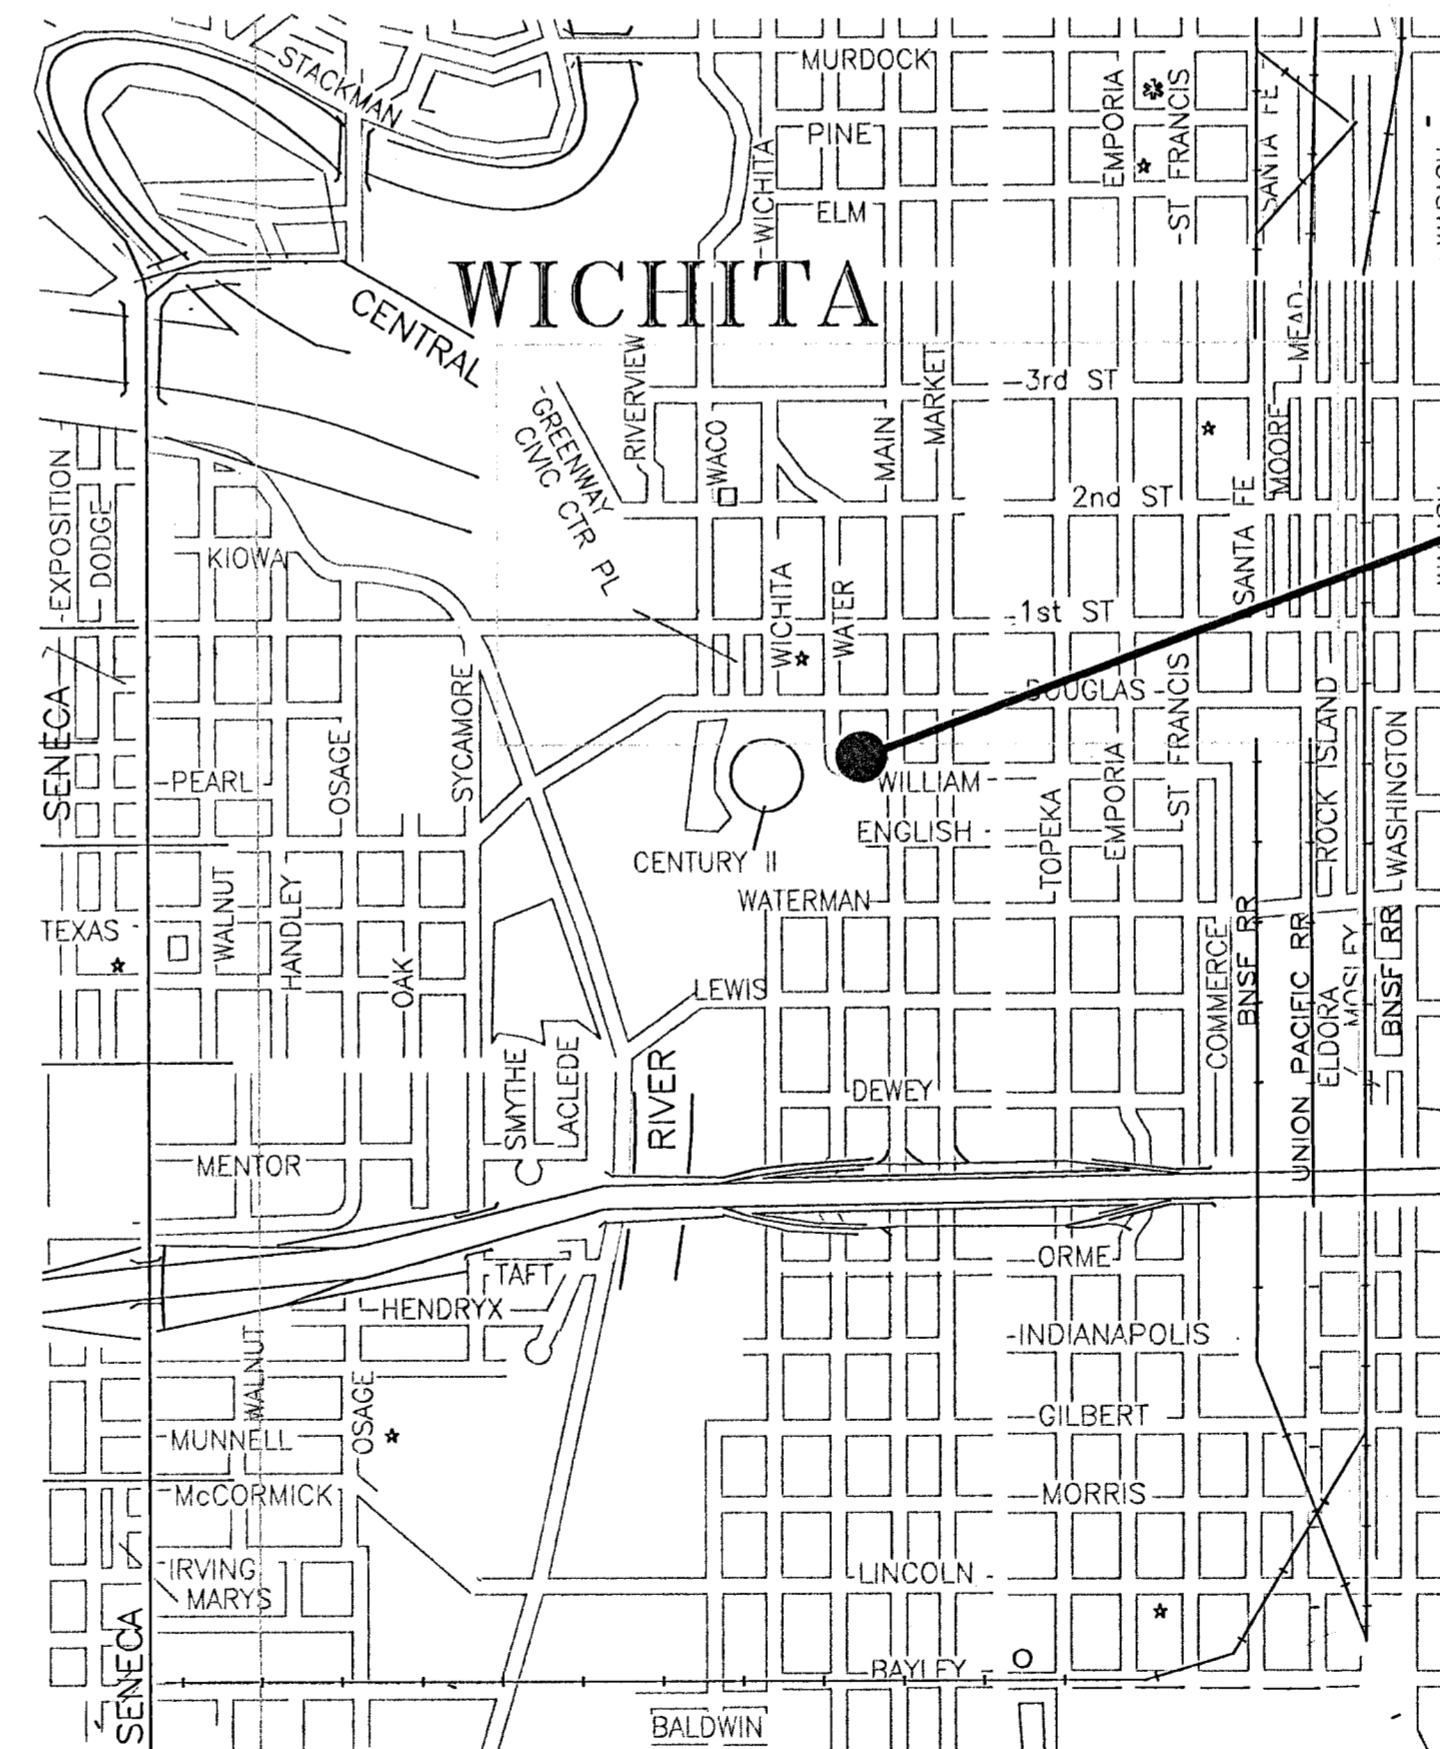 MURDOCK
STACKMAN
EMPORIA
ST FRANCIS
SANTA FE
PINE
WICHITA
ELM
WICHITA
CENTRAL
MEAD
RIVERVIEW
MARKET
3rd ST
GREENWAY
CIVIC CTR PL
WACO
MAIN
MOORE
EXPOSITION
DODGE
2nd ST
SANTA FE
KIOWA
WICHITA
WATER
1st ST
SENECA
OSAGE
SYCAMORE
DOUGLAS
ST FRANCIS
ROCK ISLAND
WASHINGTON
PEARL
WILLIAM
EMPORIA
TOPEKA
ENGLISH
CENTURY II
WALNUT
HANDLEY
WATERMAN
TEXAS
OAK
COMMERCE
BNSF RR
UNION PACIFIC RR
ELDORA
MOSLEY
BNSF RR
LEWIS
SMYTHE
LACLEDE
RIVER
DEWEY
MENTOR
TAFT
ORME
HENDRYX
WALNUT
INDIANAPOLIS
OSAGE
GILBERT
MUNNELL
McCORMICK
MORRIS
IRVING
MARYS
LINCOLN
SENECA
BAYLEY
BALDWIN